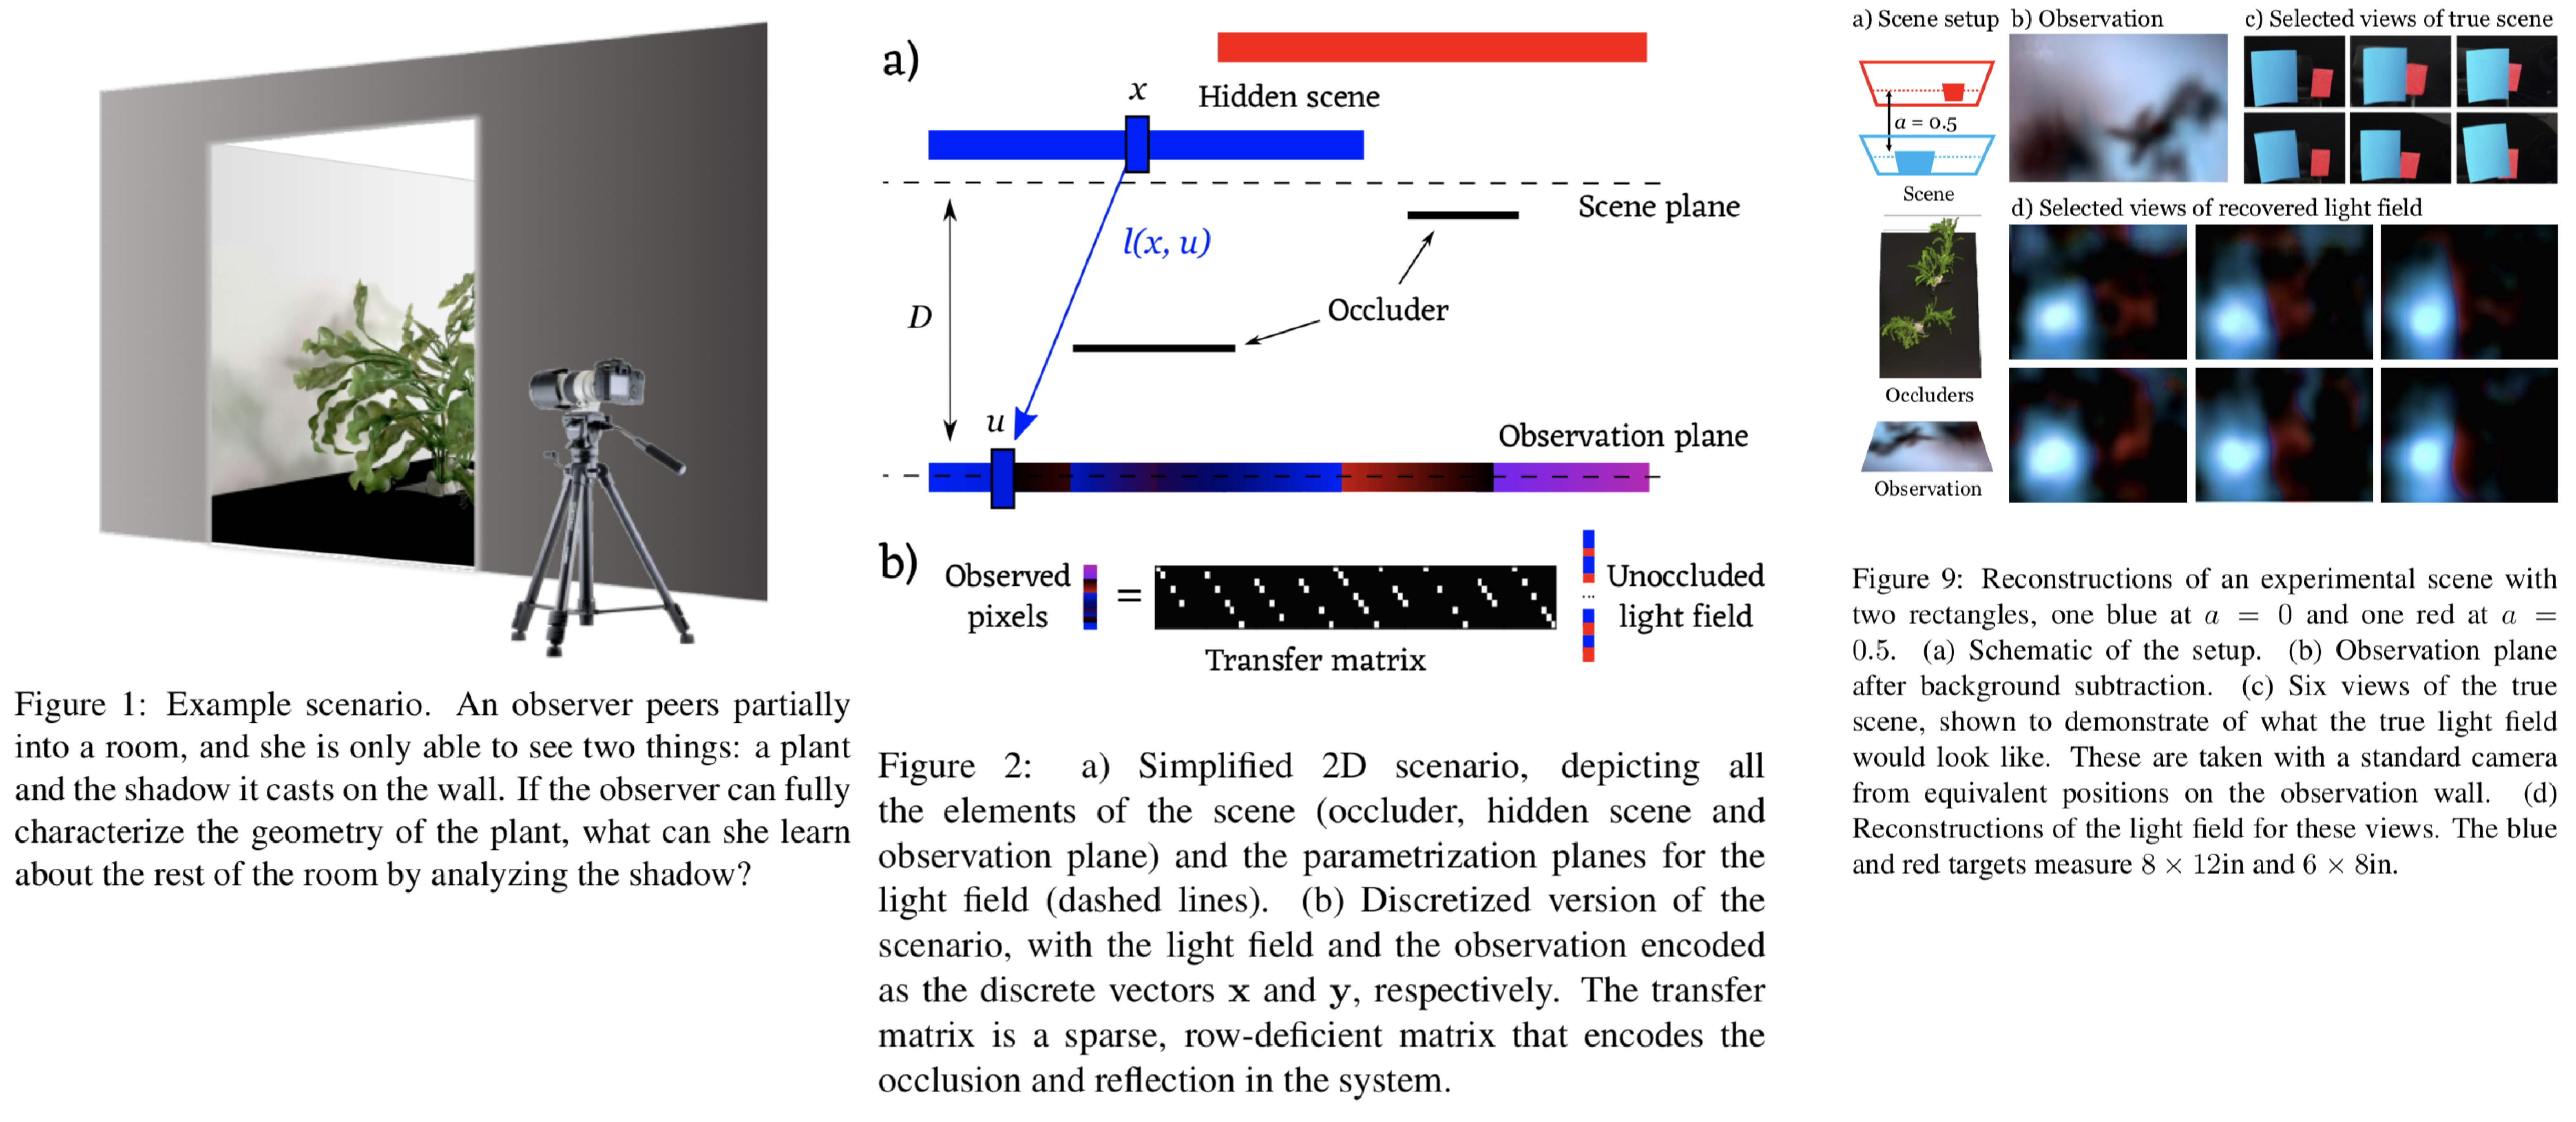 Figure 1: Example scenario. An observer peers partially
into a room, and she is only able to see two things: a plant
and the shadow it casts on the wall. If the observer can fully
characterize the geometry of the plant, what can she learn
about the rest of the room by analyzing the shadow?
a)
x
Hidden scene
Scene plane
l(x, u)
D
Occluder
u
Observation plane
b)
Observed
pixels
=
Transfer matrix
Unoccluded
...
light field
Figure 2: a) Simplified 2D scenario, depicting all
the elements of the scene (occluder, hidden scene and
observation plane) and the parametrization planes for the
light field (dashed lines). (b) Discretized version of the
scenario, with the light field and the observation encoded
as the discrete vectors x and y, respectively. The transfer
matrix is a sparse, row-deficient matrix that encodes the
occlusion and reflection in the system.
a) Scene setup b) Observation c) Selected views of true scene
a = 0.5
Scene
d) Selected views of recovered light field
Occluders
Observation
Figure 9: Reconstructions of an experimental scene with
two rectangles, one blue at a = 0 and one red at a =
0.5. (a) Schematic of the setup. (b) Observation plane
after background subtraction. (c) Six views of the true
scene, shown to demonstrate of what the true light field
would look like. These are taken with a standard camera
from equivalent positions on the observation wall. (d)
Reconstructions of the light field for these views. The blue
and red targets measure 8 × 12in and 6 × 8in.